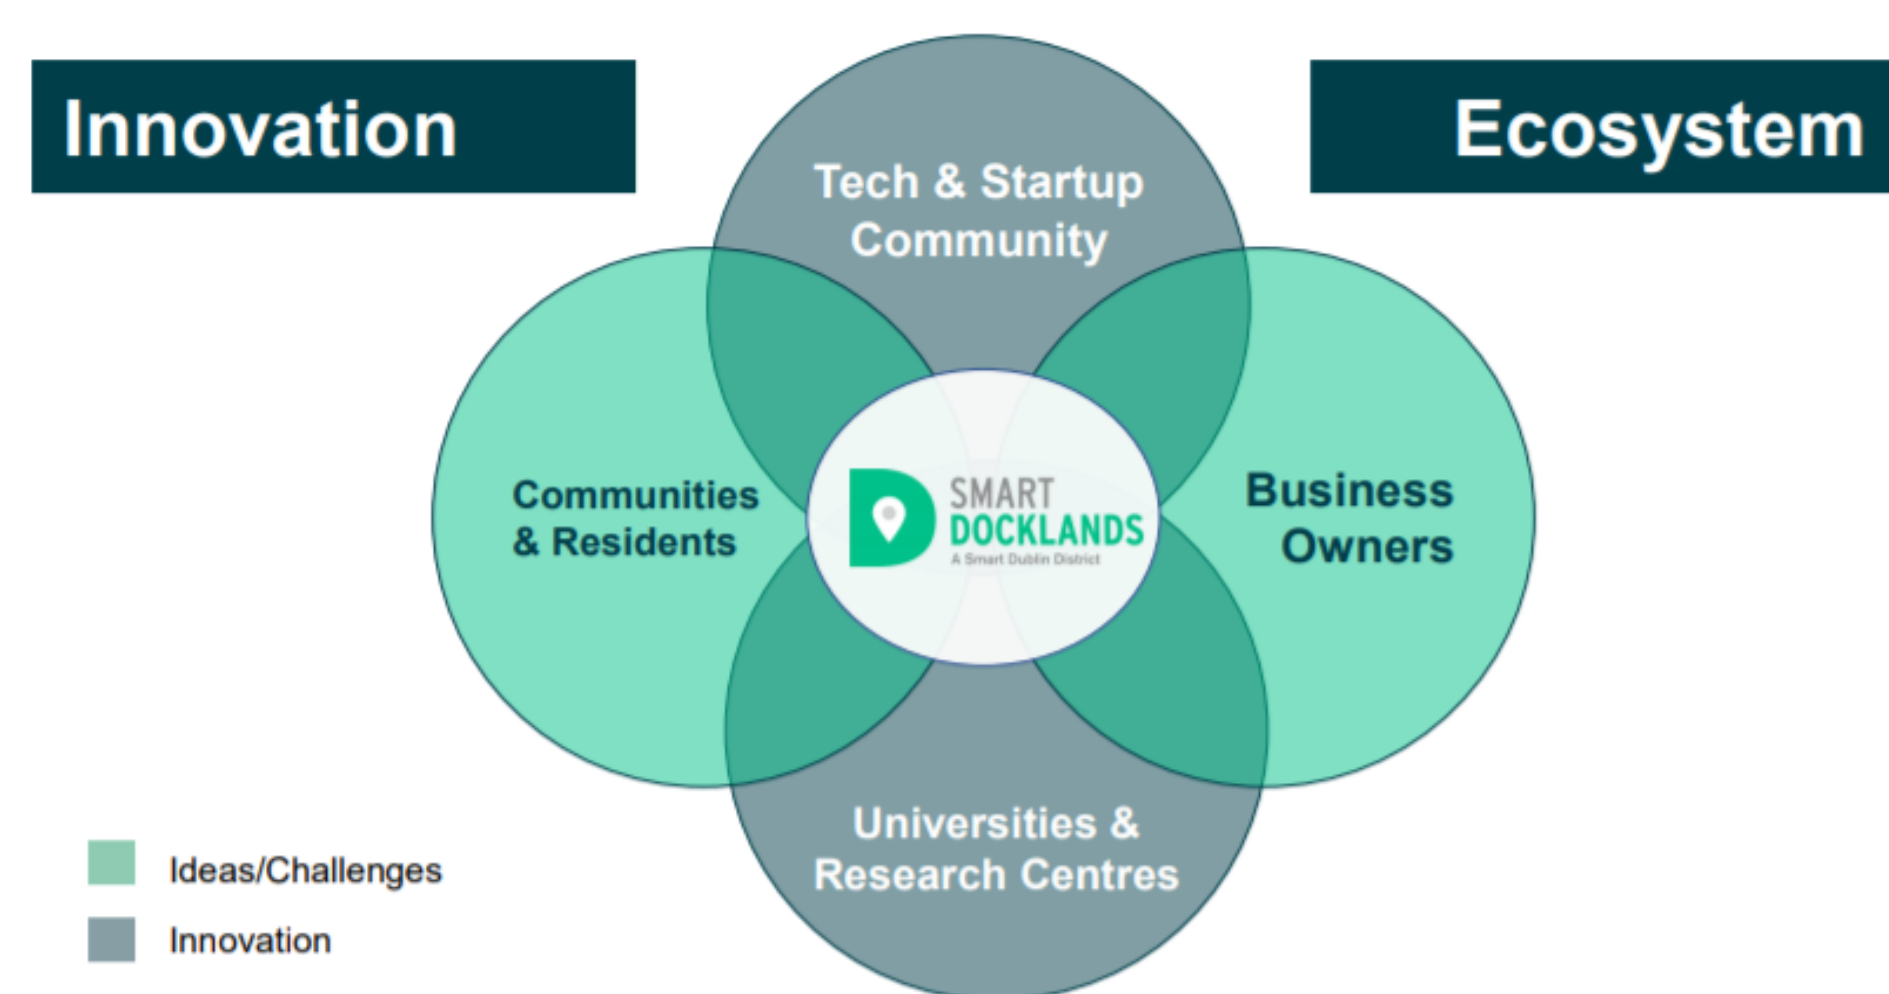 Innovation
Ecosystem
Tech & Startup
Community
Communities
& Residents
SMART
DOCKLANDS
A Smart Dublin District
Business
Owners
Universities &
Research Centres
Ideas/Challenges
Innovation